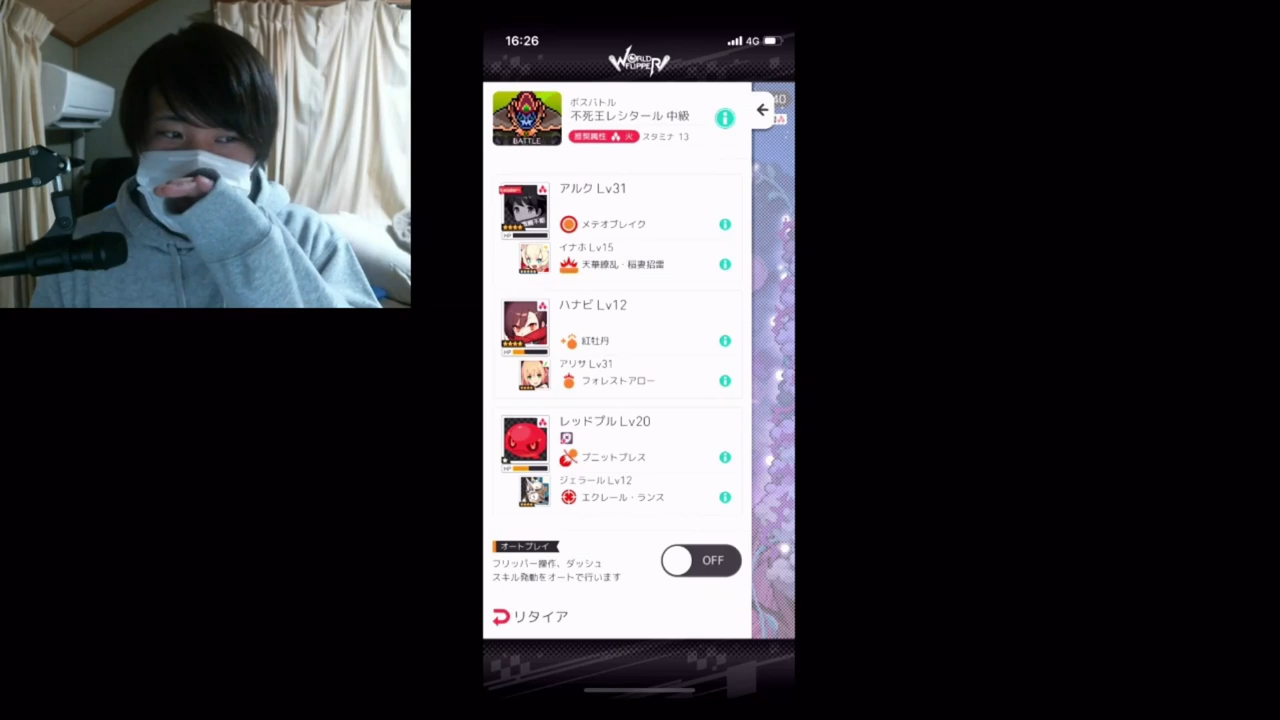 16:26
4G
WORLD FLIPPER
ボスバトル
不死王レシタール 中級
推奨属性 火 スタミナ 13
BATTLE
アルク Lv31
メテオブレイク
HP
イナホ Lv15
天華繚乱・稲妻招雷
ハナビ Lv12
紅牡丹
HP
アリサ Lv31
フォレストアロー
レッドプル Lv20
プニットプレス
HP
ジェラール Lv12
エクレール・ランス
オートプレイ
フリッパー操作、ダッシュ
スキル発動をオートで行います
OFF
リタイア